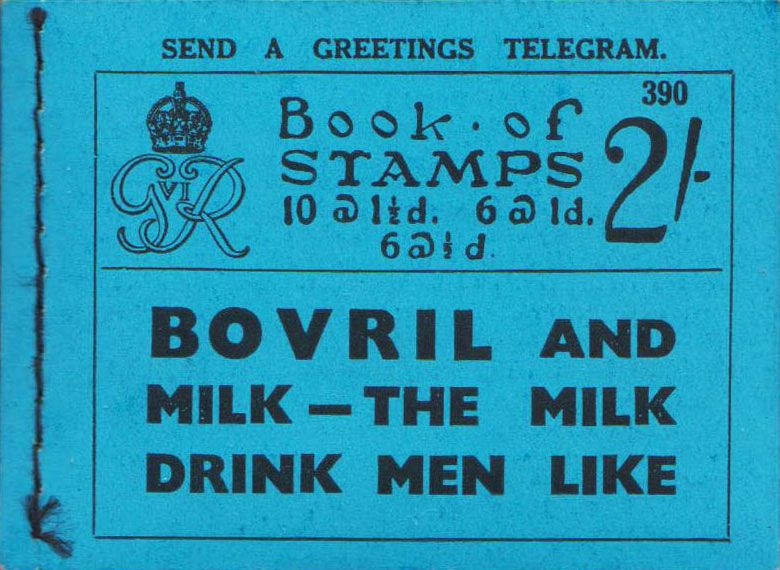 SEND A GREETINGS TELEGRAM.
390
GVIR
Book · of
STAMPS
2/-
10 @ 1½d. 6 @ 1d.
6 @ ½d.
BOVRIL AND
MILK – THE MILK
DRINK MEN LIKE